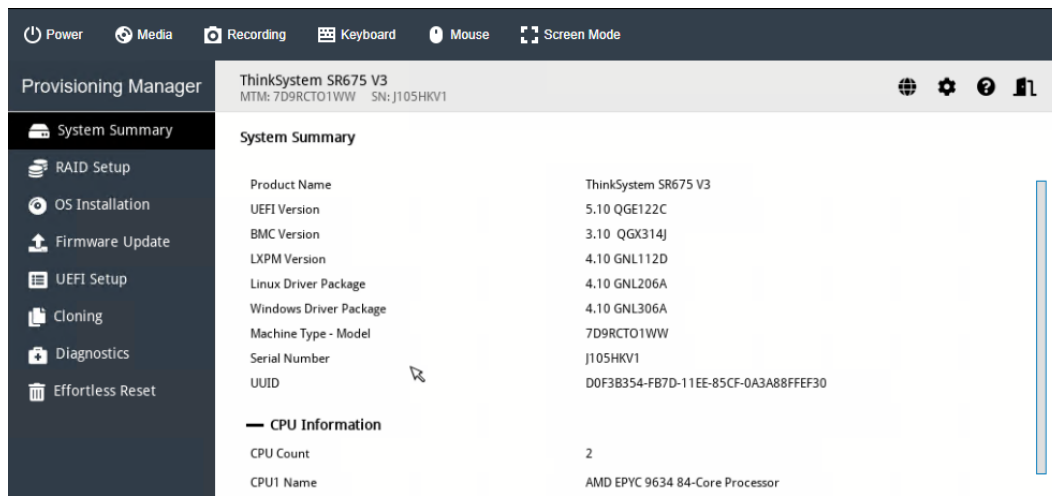 Power Media Recording Keyboard Mouse Screen Mode
Provisioning Manager
ThinkSystem SR675 V3
MTM: 7D9RCTO1WW SN: J105HKV1
System Summary
RAID Setup
OS Installation
Firmware Update
UEFI Setup
Cloning
Diagnostics
Effortless Reset
System Summary
Product Name ThinkSystem SR675 V3
UEFI Version 5.10 QGE122C
BMC Version 3.10 QGX314J
LXPM Version 4.10 GNL112D
Linux Driver Package 4.10 GNL206A
Windows Driver Package 4.10 GNL306A
Machine Type - Model 7D9RCTO1WW
Serial Number J105HKV1
UUID D0F3B354-FB7D-11EE-85CF-0A3A88FFEF30
CPU Information
CPU Count 2
CPU1 Name AMD EPYC 9634 84-Core Processor